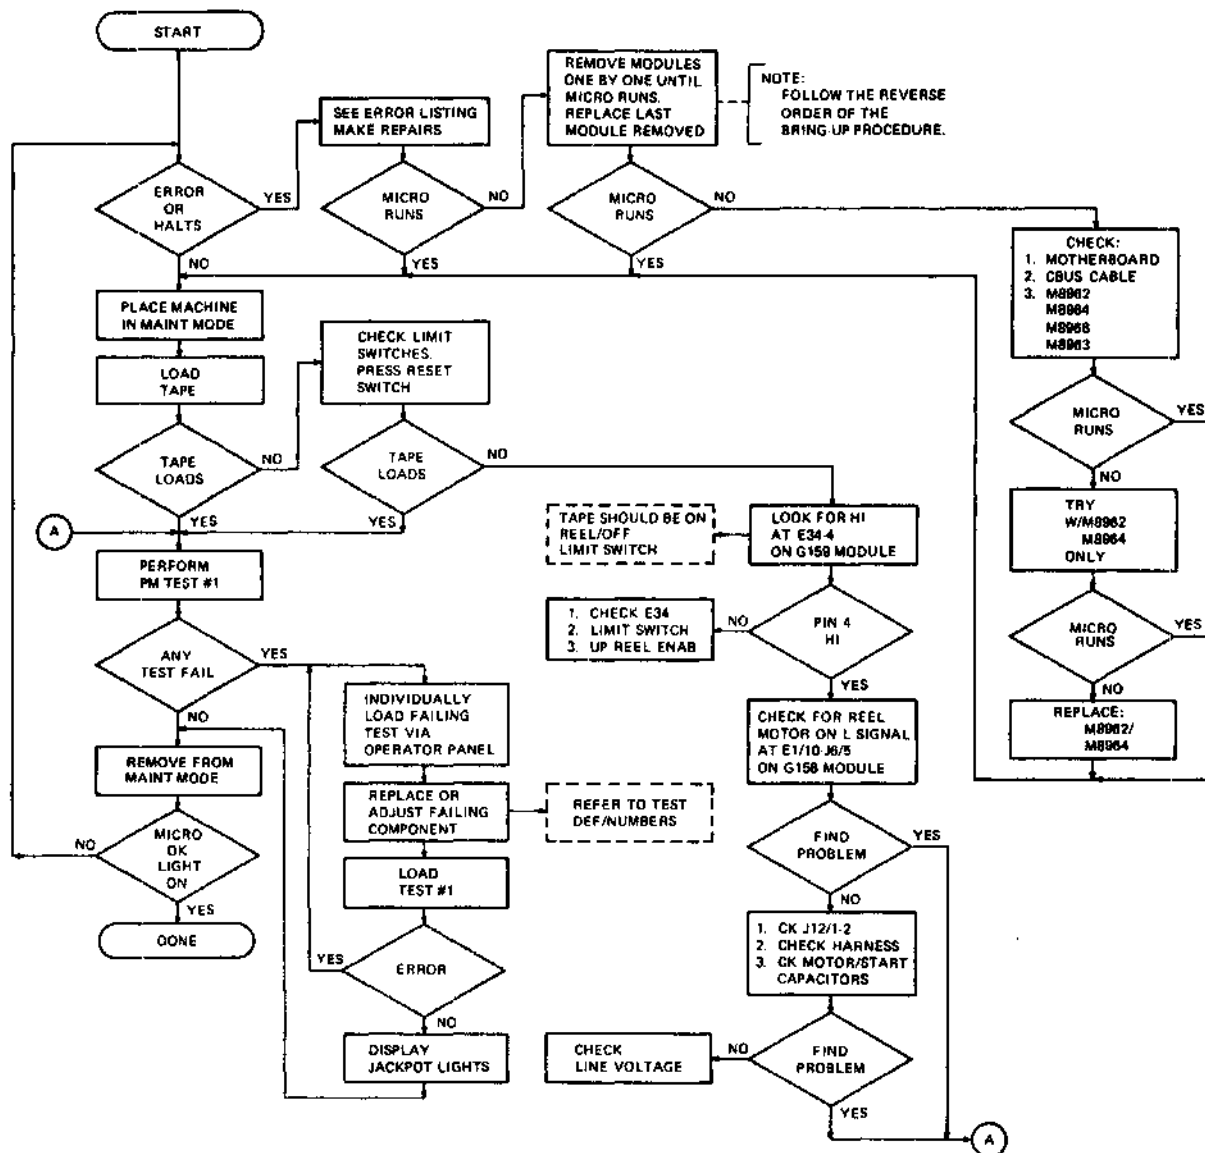 START
ERROR
OR
HALTS
YES
NO
SEE ERROR LISTING
MAKE REPAIRS
MICRO
RUNS
NO
YES
REMOVE MODULES
ONE BY ONE UNTIL
MICRO RUNS.
REPLACE LAST
MODULE REMOVED
NOTE:
FOLLOW THE REVERSE
ORDER OF THE
BRING-UP PROCEDURE.
MICRO
RUNS
NO
YES
CHECK:
1. MOTHERBOARD
2. CBUS CABLE
3. M8962
M8964
M8966
M8963
MICRO
RUNS
YES
NO
TRY
W/M8962
M8964
ONLY
MICRO
RUNS
YES
NO
REPLACE:
M8962/
M8964
PLACE MACHINE
IN MAINT MODE
LOAD
TAPE
TAPE
LOADS
NO
YES
CHECK LIMIT
SWITCHES.
PRESS RESET
SWITCH
TAPE
LOADS
NO
YES
A
TAPE SHOULD BE ON
REEL/OFF
LIMIT SWITCH
LOOK FOR HI
AT E34-4
ON G159 MODULE
PIN 4
HI
NO
YES
1. CHECK E34
2. LIMIT SWITCH
3. UP REEL ENAB
CHECK FOR REEL
MOTOR ON L SIGNAL
AT E1/10-J6/5
ON G158 MODULE
FIND
PROBLEM
YES
NO
1. CK J12/1-2
2. CHECK HARNESS
3. CK MOTOR/START
CAPACITORS
FIND
PROBLEM
NO
YES
CHECK
LINE VOLTAGE
A
PERFORM
PM TEST #1
ANY
TEST FAIL
YES
NO
INDIVIDUALLY
LOAD FAILING
TEST VIA
OPERATOR PANEL
REPLACE OR
ADJUST FAILING
COMPONENT
REFER TO TEST
DEF/NUMBERS
LOAD
TEST #1
ERROR
YES
NO
DISPLAY
JACKPOT LIGHTS
REMOVE FROM
MAINT MODE
MICRO
OK
LIGHT
ON
NO
YES
DONE